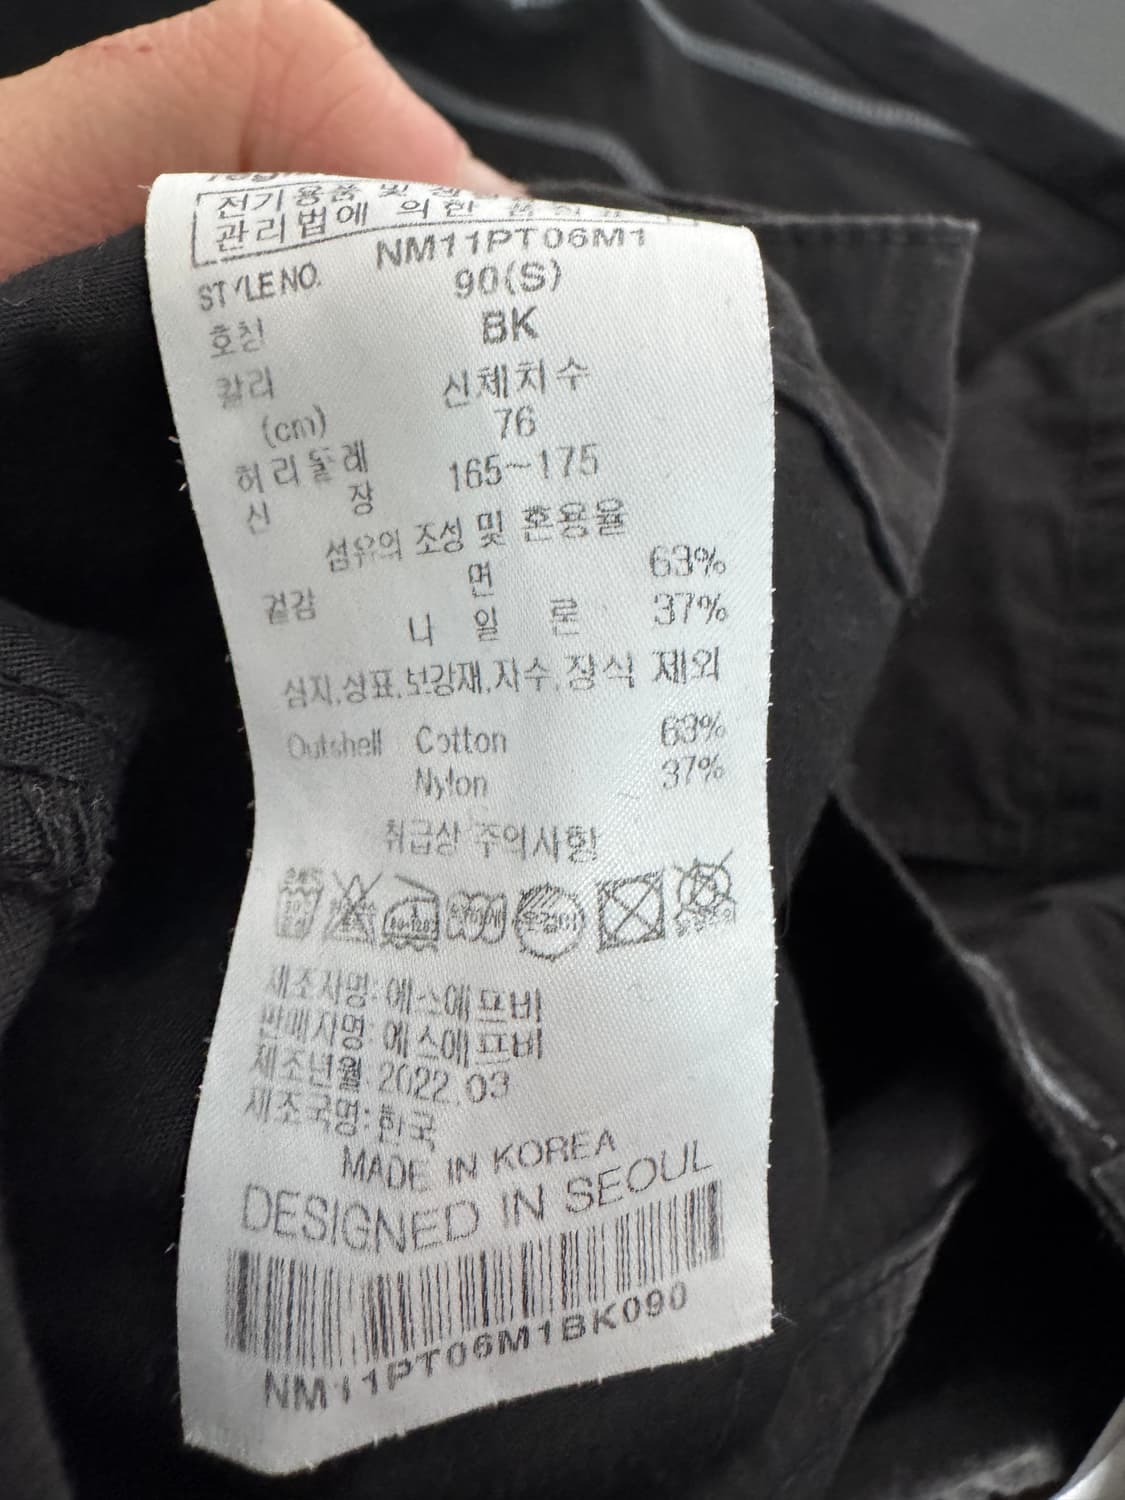 전기용품 및
관리법에 의한
STYLE NO. NM11PT06M1
호칭 90(S)
칼라 BK
(cm) 신체치수
허리둘레 76
신 장 165~175
섬유의 조성 및 혼용율
겉감 면 63%
나 일 론 37%
심지,상표,보강재,자수,장식 제외
Outshell Cotton 63%
Nylon 37%
취급상 주의사항
제조자명: 에스에프비
판매자명: 에스에프비
제조년월: 2022.03
제조국명: 한국
MADE IN KOREA
DESIGNED IN SEOUL
NM11PT06M1BK090